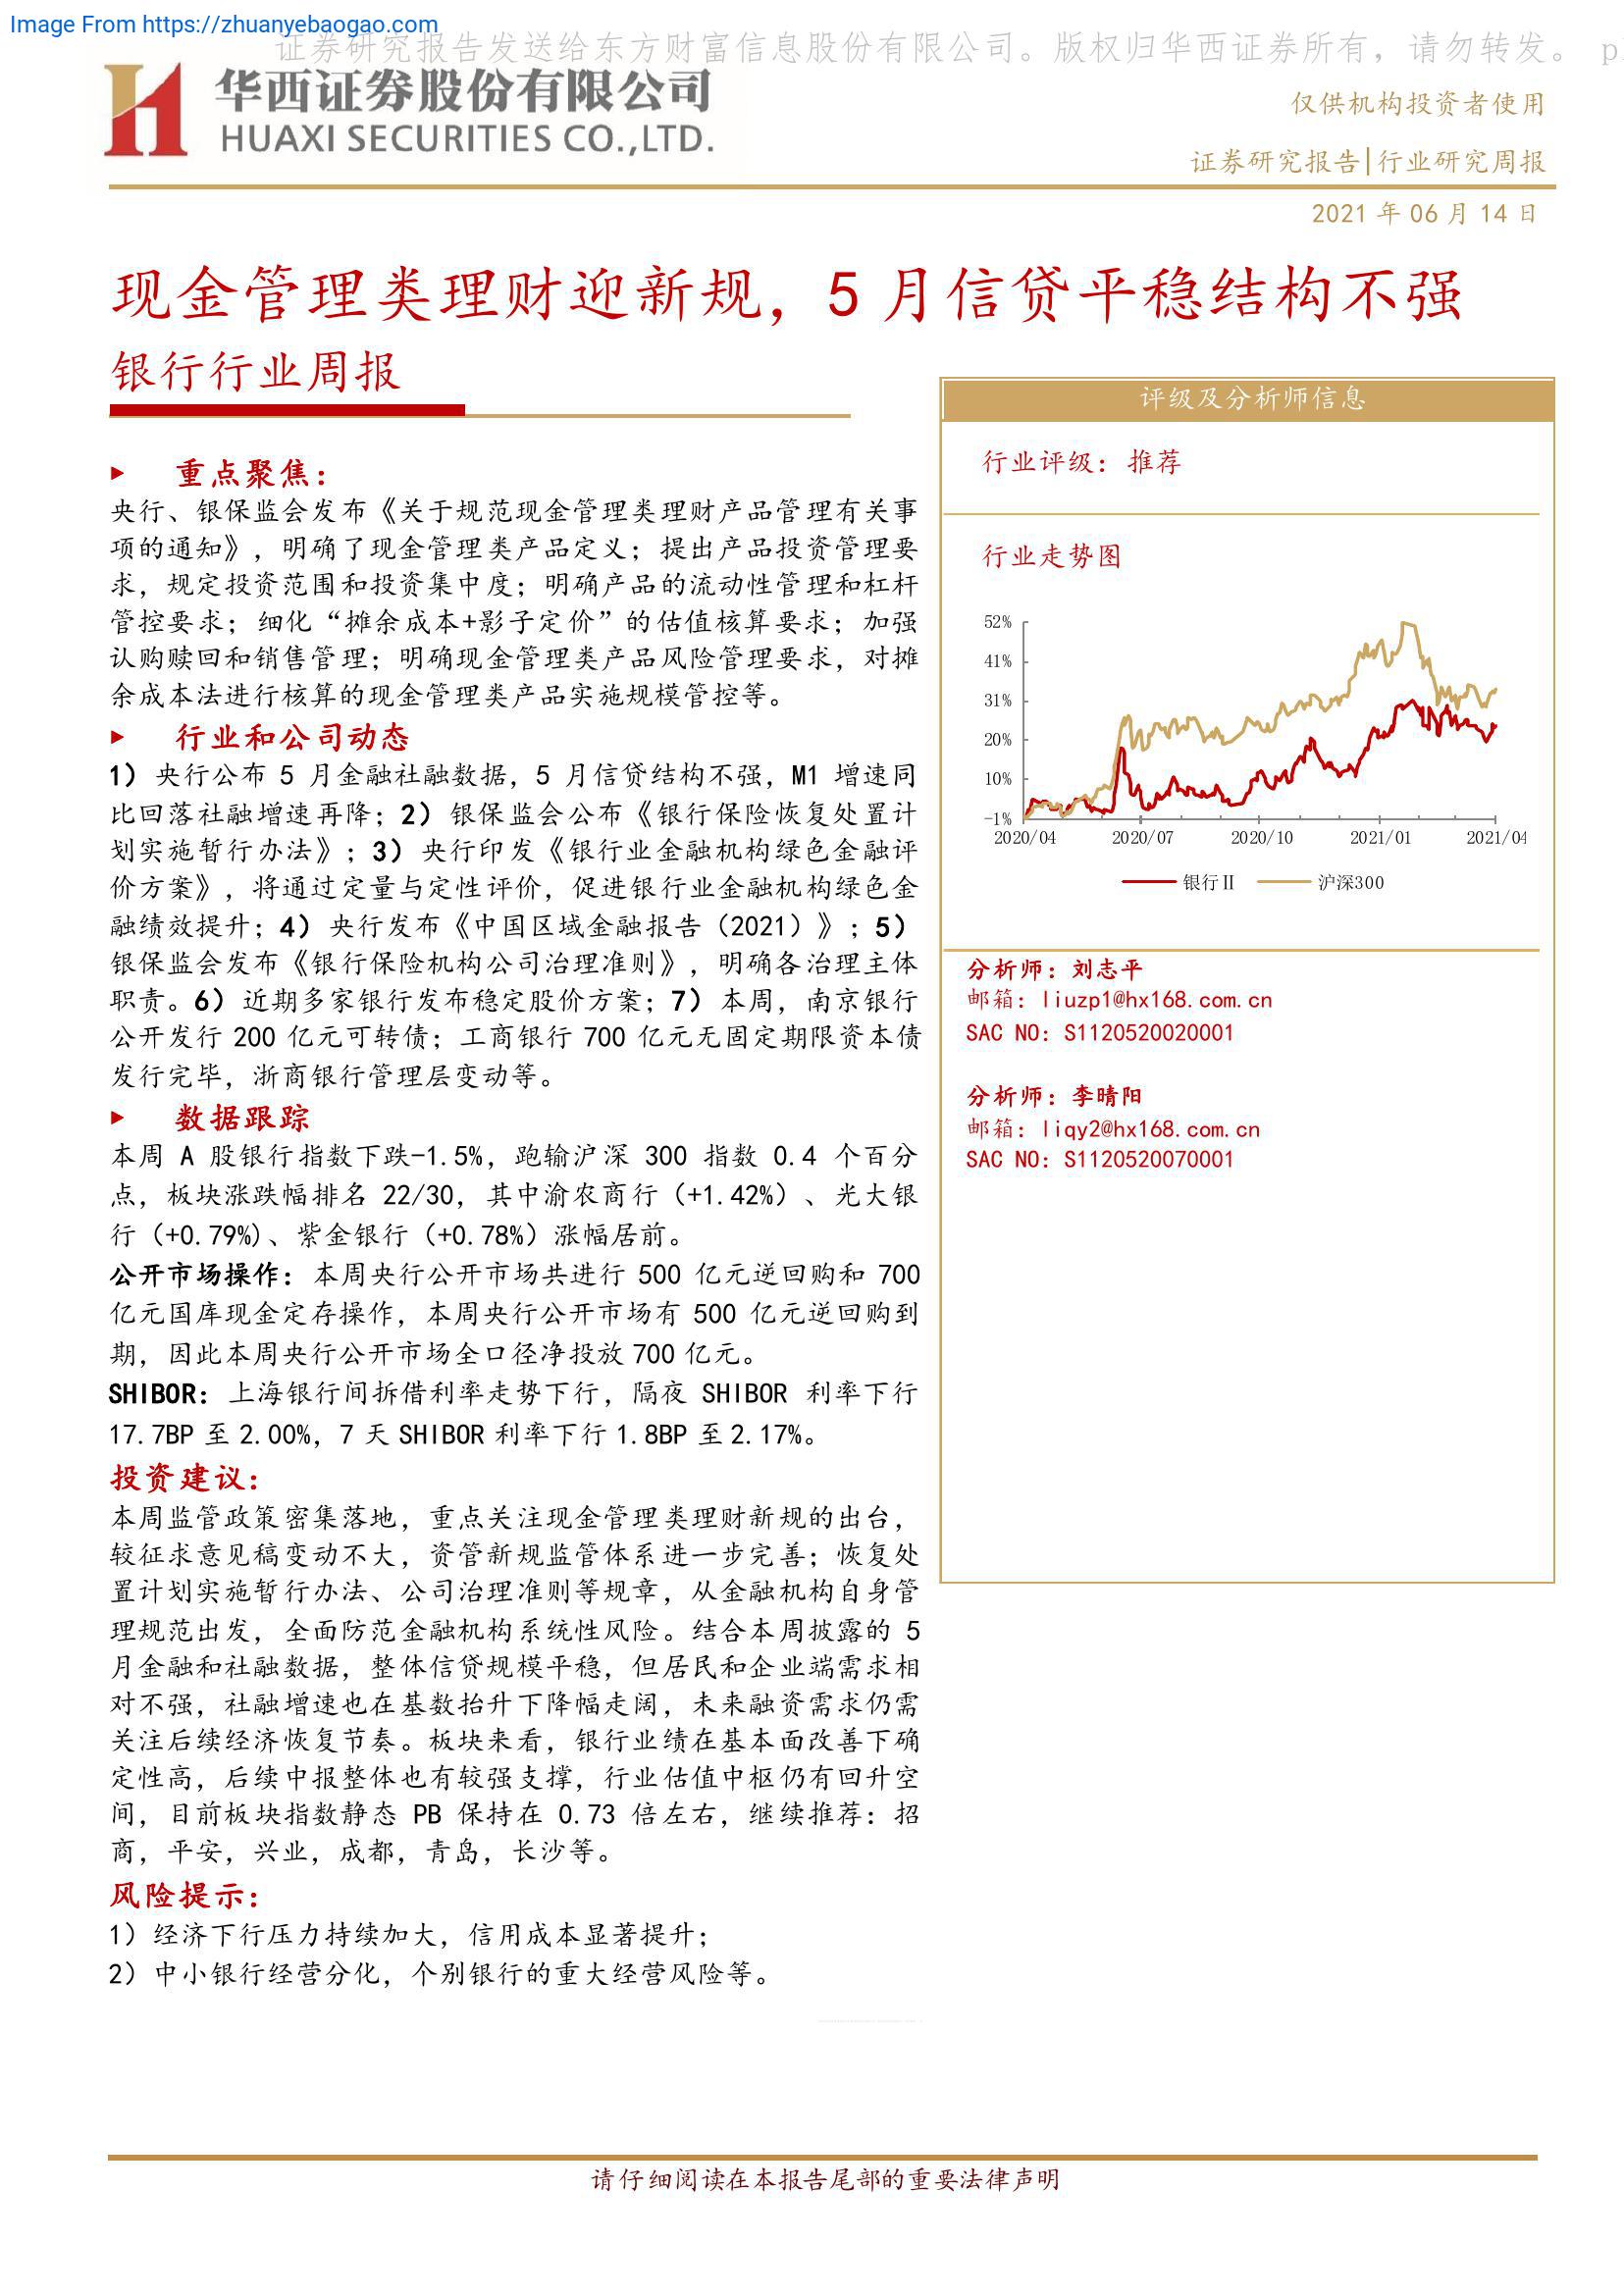 Image From https://zhuanyebaogao.com
证券研究报告发送给东方财富信息股份有限公司。版权归华西证券所有，请勿转发。 p
华西证券股份有限公司
HUAXI SECURITIES CO.,LTD.
仅供机构投资者使用
证券研究报告|行业研究周报
2021 年 06 月 14 日
现金管理类理财迎新规，5 月信贷平稳结构不强
银行行业周报
重点聚焦：
央行、银保监会发布《关于规范现金管理类理财产品管理有关事
项的通知》，明确了现金管理类产品定义；提出产品投资管理要
求，规定投资范围和投资集中度；明确产品的流动性管理和杠杆
管控要求；细化“摊余成本+影子定价”的估值核算要求；加强
认购赎回和销售管理；明确现金管理类产品风险管理要求，对摊
余成本法进行核算的现金管理类产品实施规模管控等。
行业和公司动态
1）央行公布 5 月金融社融数据，5 月信贷结构不强，M1 增速同
比回落社融增速再降；2）银保监会公布《银行保险恢复处置计
划实施暂行办法》；3）央行印发《银行业金融机构绿色金融评
价方案》，将通过定量与定性评价，促进银行业金融机构绿色金
融绩效提升；4）央行发布《中国区域金融报告（2021）》；5）
银保监会发布《银行保险机构公司治理准则》，明确各治理主体
职责。6）近期多家银行发布稳定股价方案；7）本周，南京银行
公开发行 200 亿元可转债；工商银行 700 亿元无固定期限资本债
发行完毕，浙商银行管理层变动等。
数据跟踪
本周 A 股银行指数下跌-1.5%，跑输沪深 300 指数 0.4 个百分
点，板块涨跌幅排名 22/30，其中渝农商行（+1.42%）、光大银
行（+0.79%)、紫金银行（+0.78%）涨幅居前。
公开市场操作：本周央行公开市场共进行 500 亿元逆回购和 700
亿元国库现金定存操作，本周央行公开市场有 500 亿元逆回购到
期，因此本周央行公开市场全口径净投放 700 亿元。
SHIBOR：上海银行间拆借利率走势下行，隔夜 SHIBOR 利率下行
17.7BP 至 2.00%，7 天 SHIBOR 利率下行 1.8BP 至 2.17%。
投资建议：
本周监管政策密集落地，重点关注现金管理类理财新规的出台，
较征求意见稿变动不大，资管新规监管体系进一步完善；恢复处
置计划实施暂行办法、公司治理准则等规章，从金融机构自身管
理规范出发，全面防范金融机构系统性风险。结合本周披露的 5
月金融和社融数据，整体信贷规模平稳，但居民和企业端需求相
对不强，社融增速也在基数抬升下降幅走阔，未来融资需求仍需
关注后续经济恢复节奏。板块来看，银行业绩在基本面改善下确
定性高，后续中报整体也有较强支撑，行业估值中枢仍有回升空
间，目前板块指数静态 PB 保持在 0.73 倍左右，继续推荐：招
商，平安，兴业，成都，青岛，长沙等。
风险提示：
1）经济下行压力持续加大，信用成本显著提升；
2）中小银行经营分化，个别银行的重大经营风险等。
评级及分析师信息
行业评级：推荐
行业走势图
52%
41%
31%
20%
10%
-1%
2020/04 2020/07 2020/10 2021/01 2021/04
银行Ⅱ 沪深300
分析师：刘志平
邮箱：liuzp1@hx168.com.cn
SAC NO：S1120520020001
分析师：李晴阳
邮箱：liqy2@hx168.com.cn
SAC NO：S1120520070001
请仔细阅读在本报告尾部的重要法律声明